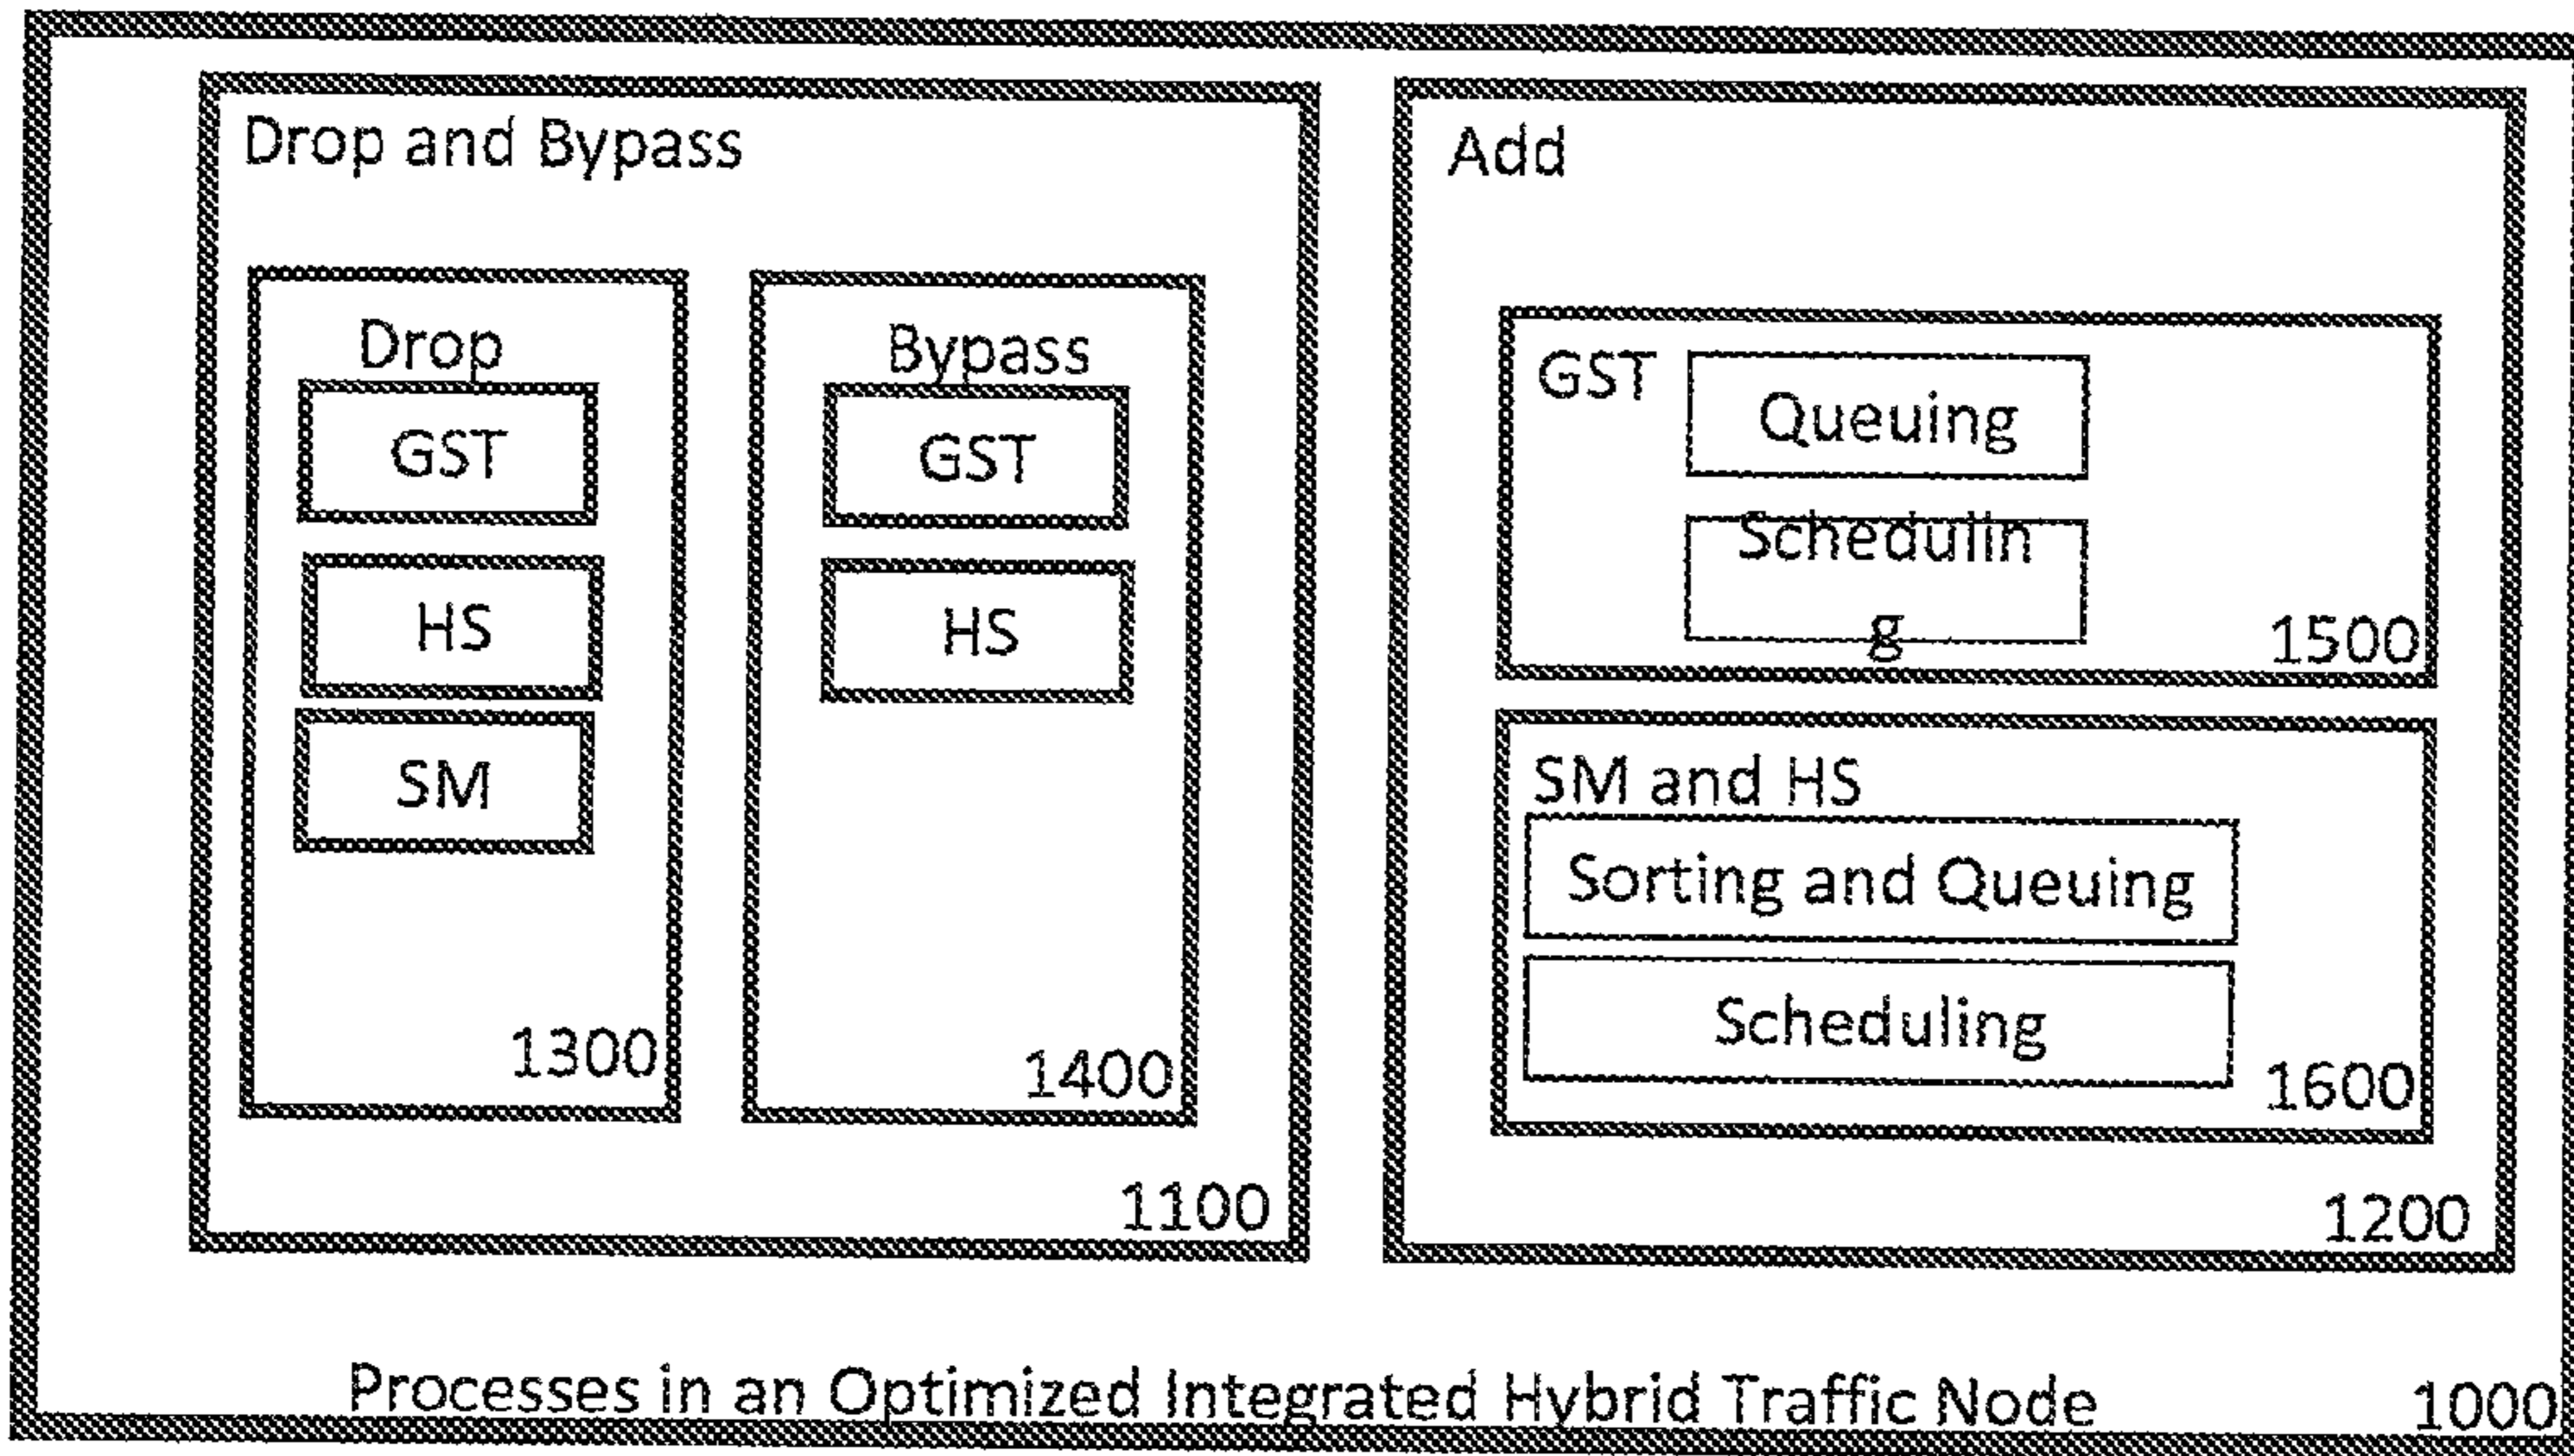 Drop and Bypass
Drop
GST
HS
SM
1300
Bypass
GST
HS
1400
1100
Add
GST
Queuing
Schedulin
g
1500
SM and HS
Sorting and Queuing
Scheduling
1600
1200
Processes in an Optimized Integrated Hybrid Traffic Node
1000